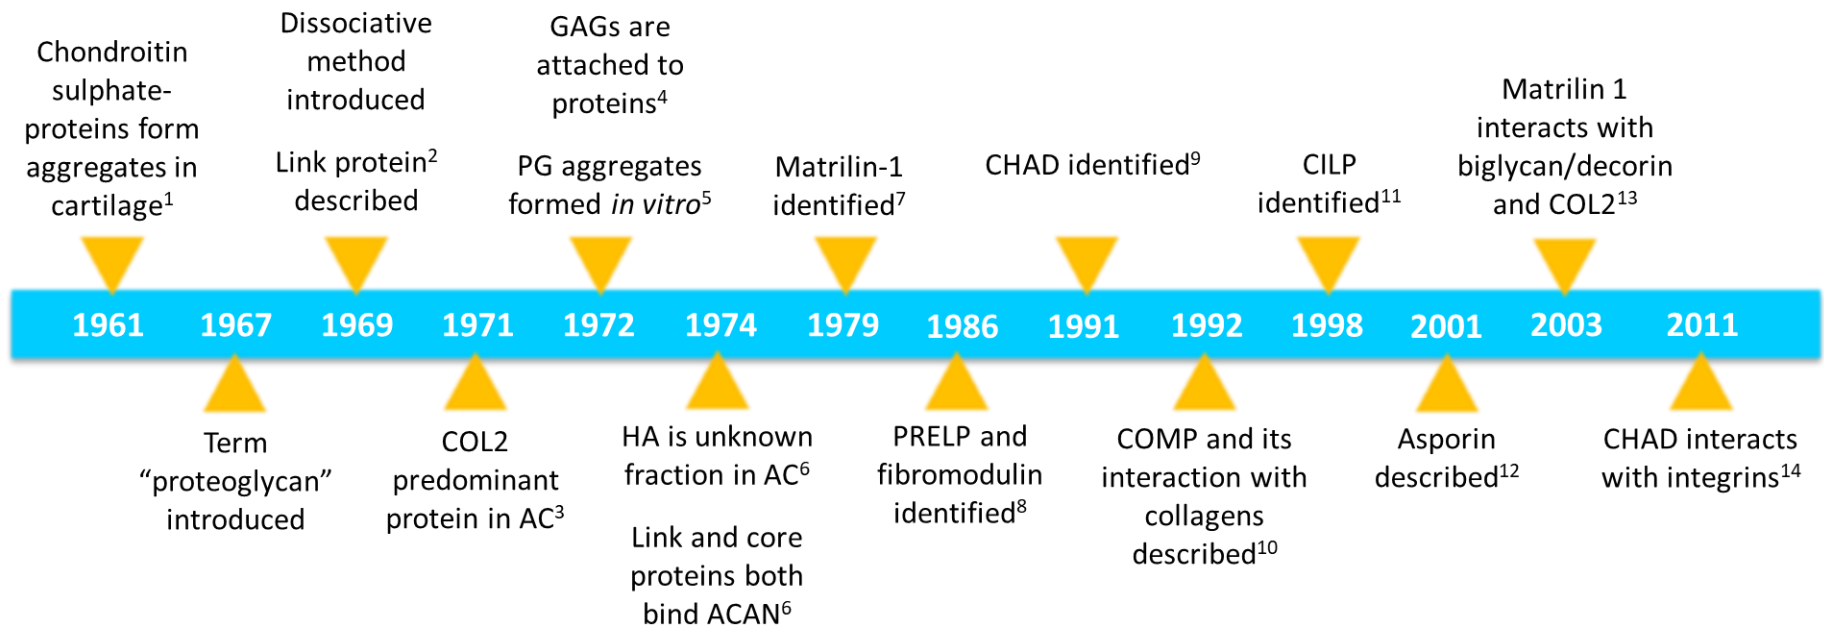 Chondroitin
sulphate-
proteins form
aggregates in
cartilage¹
Dissociative
method
introduced
Link protein²
described
GAGs are
attached to
proteins⁴
PG aggregates
formed in vitro⁵
Matrilin-1
identified⁷
CHAD identified⁹
CILP
identified¹¹
Matrilin 1
interacts with
biglycan/decorin
and COL2¹³
1961 1967 1969 1971 1972 1974 1979 1986 1991 1992 1998 2001 2003 2011
Term
“proteoglycan”
introduced
COL2
predominant
protein in AC³
HA is unknown
fraction in AC⁶
Link and core
proteins both
bind ACAN⁶
PRELP and
fibromodulin
identified⁸
COMP and its
interaction with
collagens
described¹⁰
Asporin
described¹²
CHAD interacts
with integrins¹⁴